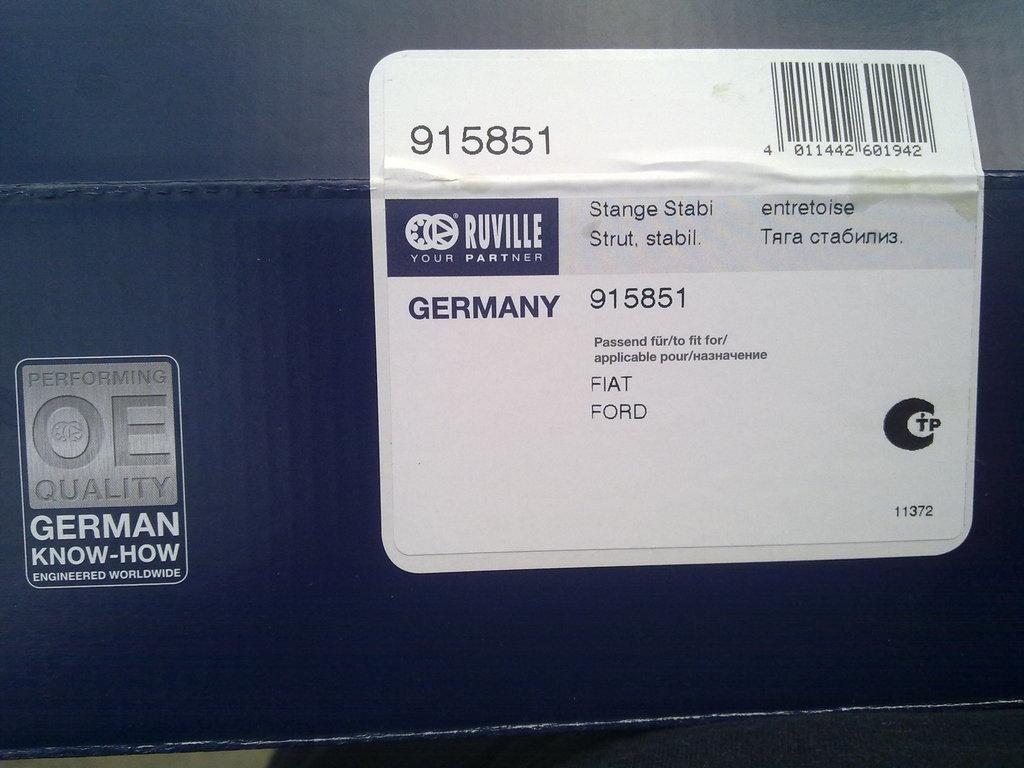 915851
4 011442 601942
RUVILLE®
YOUR PARTNER
Stange Stabi entretoise
Strut, stabil. Тяга стабилиз.
GERMANY
915851
Passend für/to fit for/
applicable pour/назначение
FIAT
FORD
СТР
11372
PERFORMING
OE
QUALITY
GERMAN
KNOW-HOW
ENGINEERED WORLDWIDE